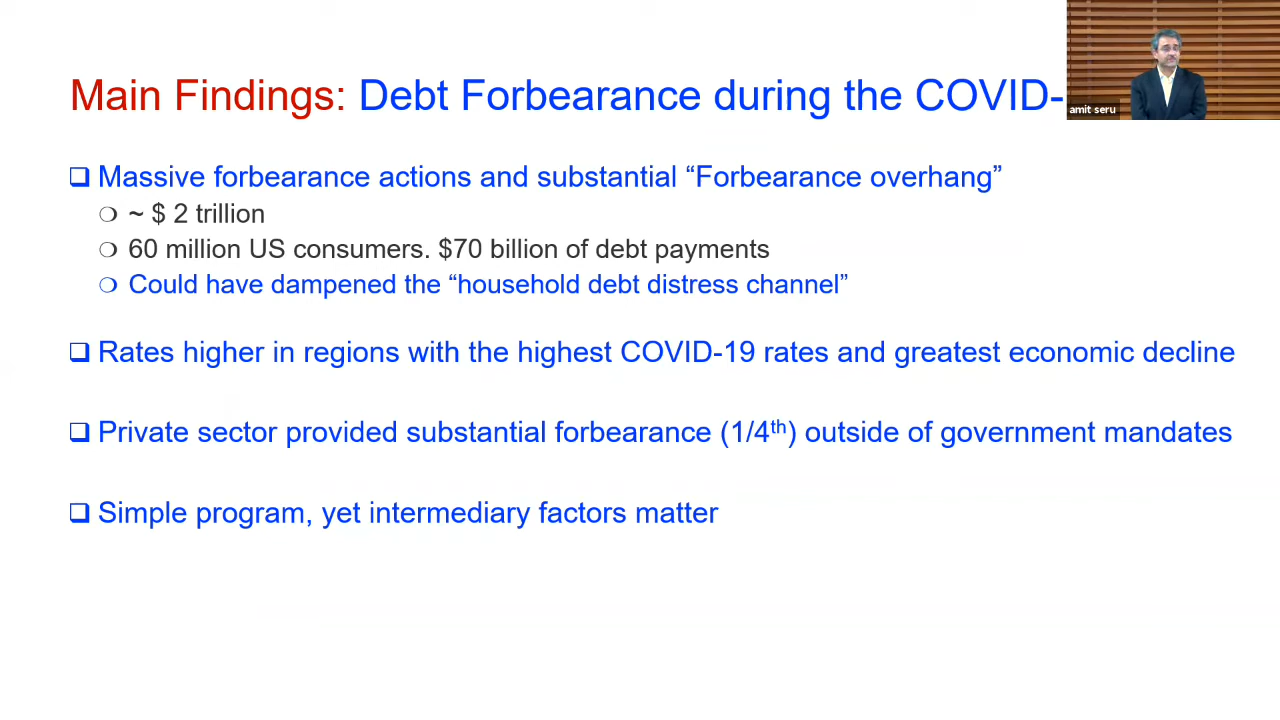 Main Findings: Debt Forbearance during the COVID-
amit seru
❑ Massive forbearance actions and substantial “Forbearance overhang”
❍ ~ $ 2 trillion
❍ 60 million US consumers. $70 billion of debt payments
❍ Could have dampened the “household debt distress channel”
❑ Rates higher in regions with the highest COVID-19 rates and greatest economic decline
❑ Private sector provided substantial forbearance (1/4th) outside of government mandates
❑ Simple program, yet intermediary factors matter